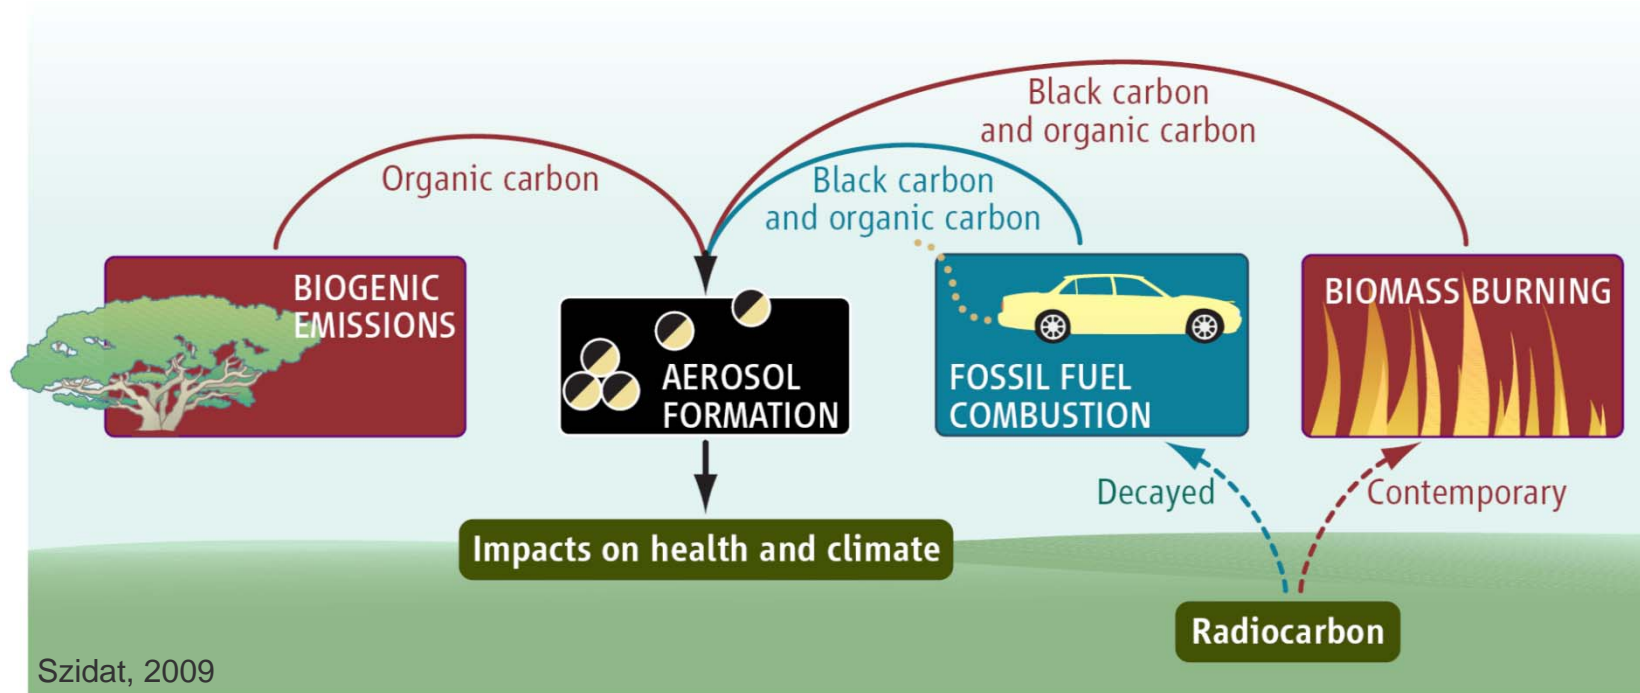 Black carbon
and organic carbon
Organic carbon
Black carbon
and organic carbon
BIOGENIC
EMISSIONS
AEROSOL
FORMATION
FOSSIL FUEL
COMBUSTION
BIOMASS BURNING
Decayed
Contemporary
Impacts on health and climate
Radiocarbon
Szidat, 2009